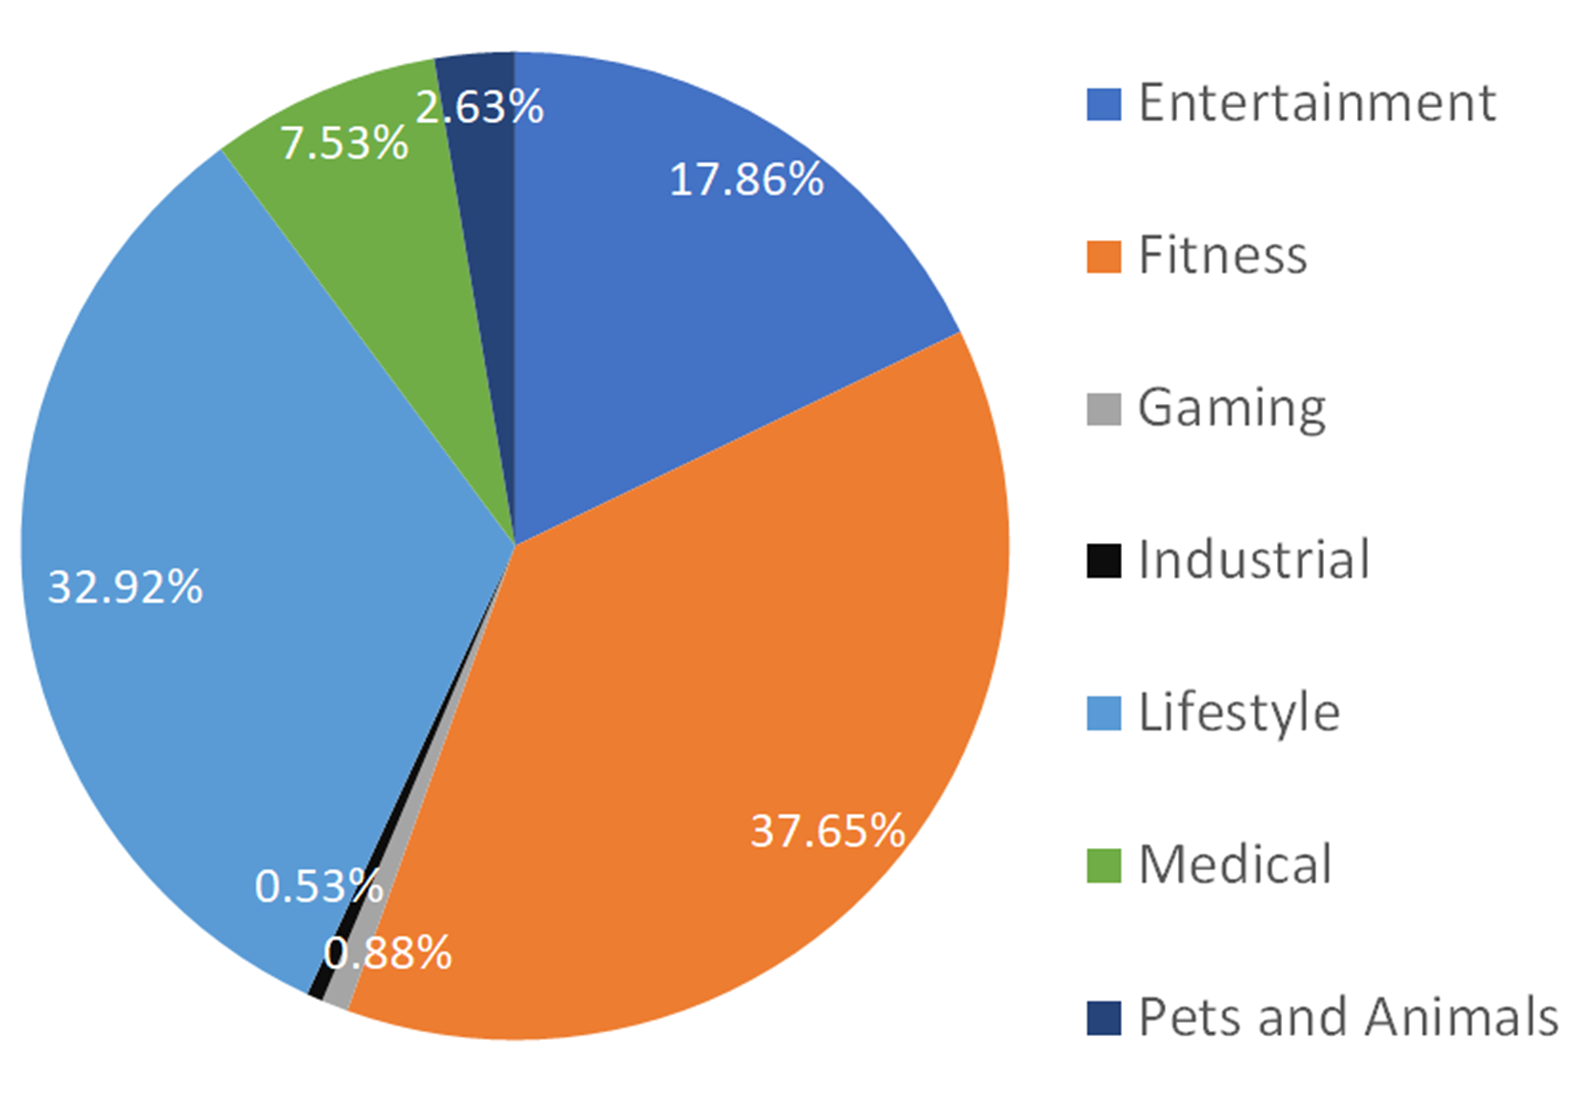 2.63%
7.53%
17.86%
32.92%
37.65%
0.53%
0.88%
Entertainment
Fitness
Gaming
Industrial
Lifestyle
Medical
Pets and Animals